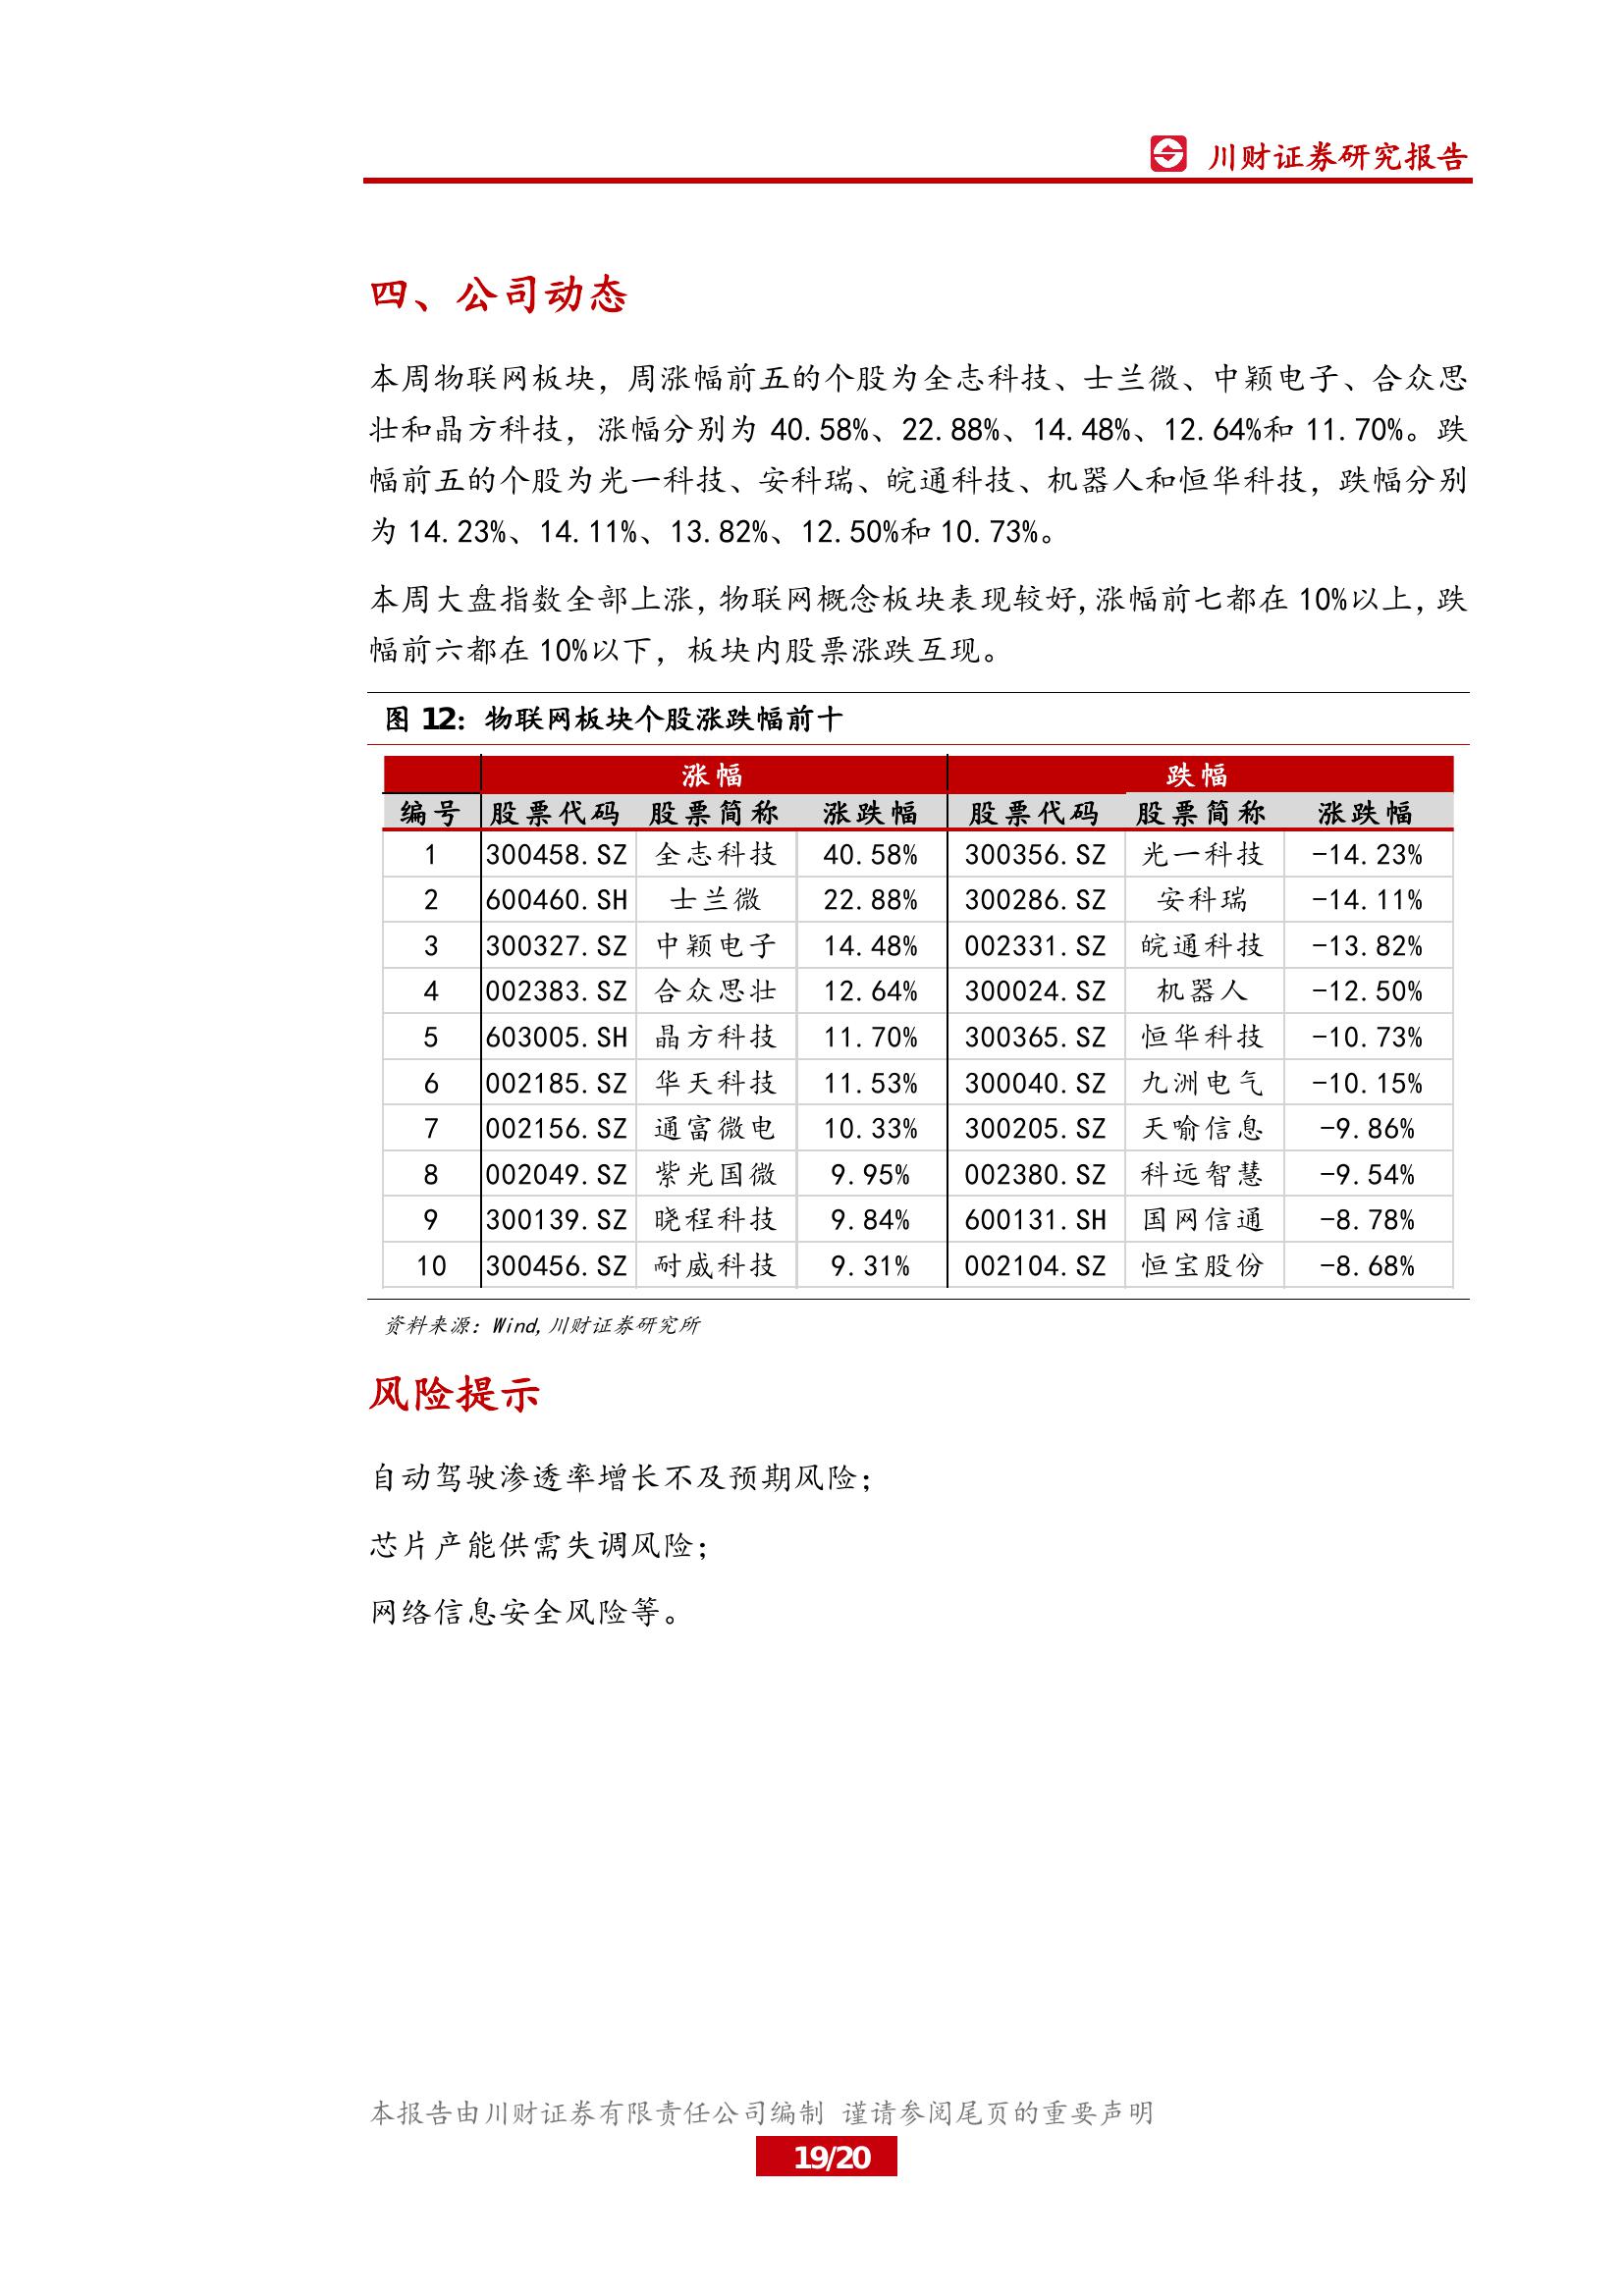 川财证券研究报告
四、公司动态
本周物联网板块，周涨幅前五的个股为全志科技、士兰微、中颖电子、合众思
壮和晶方科技，涨幅分别为 40.58%、22.88%、14.48%、12.64%和 11.70%。跌
幅前五的个股为光一科技、安科瑞、皖通科技、机器人和恒华科技，跌幅分别
为 14.23%、14.11%、13.82%、12.50%和 10.73%。
本周大盘指数全部上涨，物联网概念板块表现较好，涨幅前七都在 10%以上，跌
幅前六都在 10%以下，板块内股票涨跌互现。
图 12：物联网板块个股涨跌幅前十
涨幅 跌幅
编号 股票代码 股票简称 涨跌幅 股票代码 股票简称 涨跌幅
1 300458.SZ 全志科技 40.58% 300356.SZ 光一科技 -14.23%
2 600460.SH 士兰微 22.88% 300286.SZ 安科瑞 -14.11%
3 300327.SZ 中颖电子 14.48% 002331.SZ 皖通科技 -13.82%
4 002383.SZ 合众思壮 12.64% 300024.SZ 机器人 -12.50%
5 603005.SH 晶方科技 11.70% 300365.SZ 恒华科技 -10.73%
6 002185.SZ 华天科技 11.53% 300040.SZ 九洲电气 -10.15%
7 002156.SZ 通富微电 10.33% 300205.SZ 天喻信息 -9.86%
8 002049.SZ 紫光国微 9.95% 002380.SZ 科远智慧 -9.54%
9 300139.SZ 晓程科技 9.84% 600131.SH 国网信通 -8.78%
10 300456.SZ 耐威科技 9.31% 002104.SZ 恒宝股份 -8.68%
资料来源：Wind,川财证券研究所
风险提示
自动驾驶渗透率增长不及预期风险；
芯片产能供需失调风险；
网络信息安全风险等。
本报告由川财证券有限责任公司编制 谨请参阅尾页的重要声明
19/20